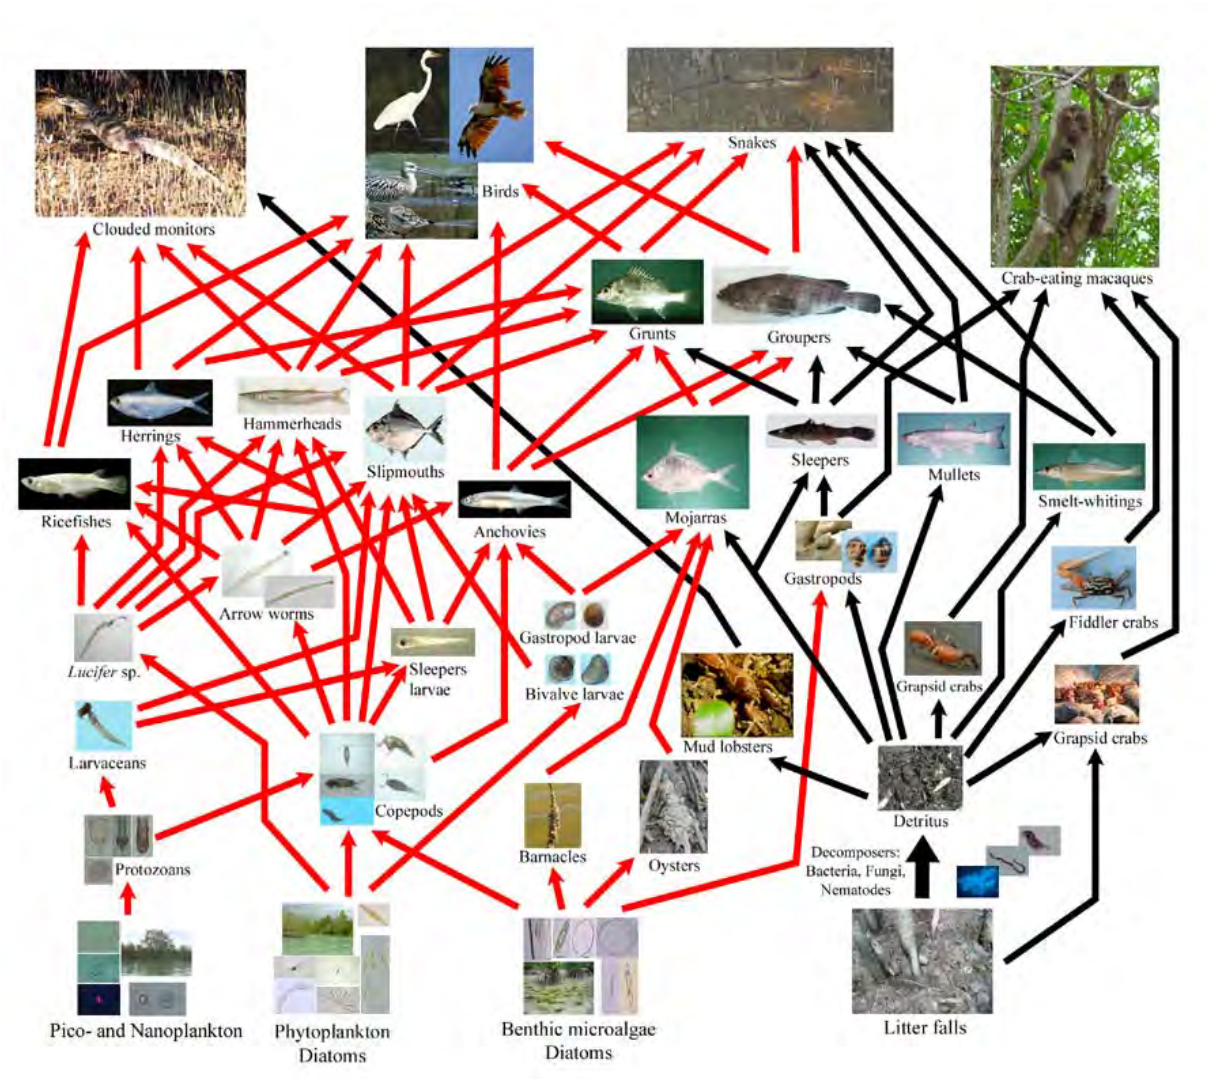 Snakes
Birds
Clouded monitors
Crab-eating macaques
Grunts
Groupers
Herrings
Hammerheads
Slipmouths
Sleepers
Mullets
Smelt-whitings
Ricefishes
Anchovies
Mojarras
Gastropods
Arrow worms
Gastropod larvae
Fiddler crabs
Lucifer sp.
Sleepers
larvae
Bivalve larvae
Grapsid crabs
Mud lobsters
Grapsid crabs
Larvaceans
Copepods
Detritus
Protozoans
Barnacles
Oysters
Decomposers:
Bacteria, Fungi,
Nematodes
Pico- and Nanoplankton
Phytoplankton
Diatoms
Benthic microalgae
Diatoms
Litter falls